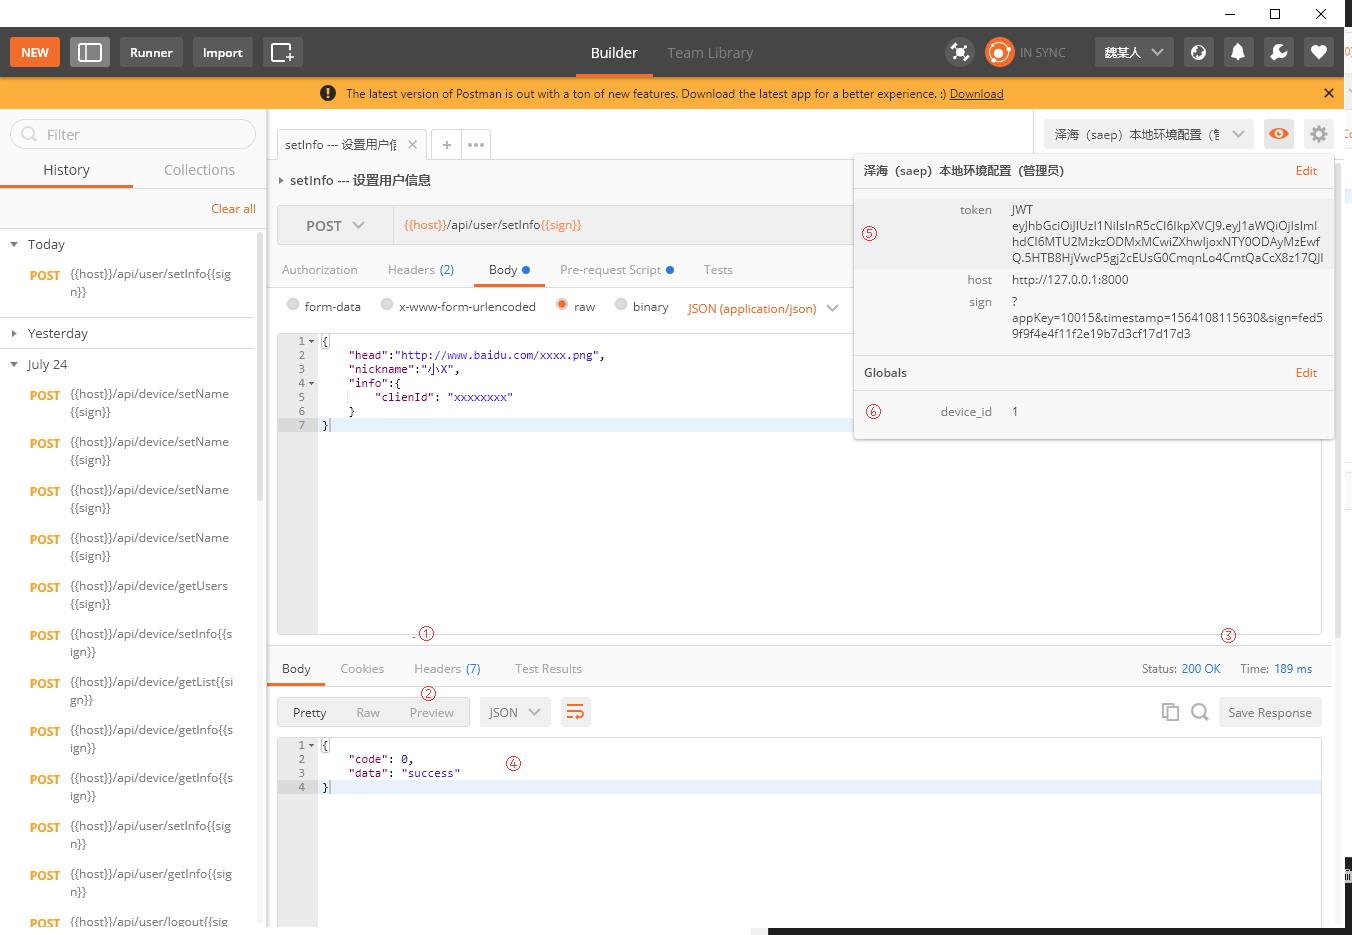 NEW
Runner
Import
Builder
Team Library
IN SYNC
魏某人
The latest version of Postman is out with a ton of new features. Download the latest app for a better experience. :) Download
Filter
History
Collections
Clear all
Today
POST {{host}}/api/user/setInfo{{sig
n}}
Yesterday
July 24
POST {{host}}/api/device/setName
{{sign}}
POST {{host}}/api/device/setName
{{sign}}
POST {{host}}/api/device/setName
{{sign}}
POST {{host}}/api/device/setName
{{sign}}
POST {{host}}/api/device/getUsers
{{sign}}
POST {{host}}/api/device/setInfo{{s
ign}}
POST {{host}}/api/device/getList{{si
gn}}
POST {{host}}/api/device/getInfo{{s
ign}}
POST {{host}}/api/device/getInfo{{s
ign}}
POST {{host}}/api/user/setInfo{{sig
n}}
POST {{host}}/api/user/getInfo{{sig
n}}
POST {{host}}/api/user/logout{{sig
setInfo --- 设置用户信
泽海（saep）本地环境配置（管
setInfo --- 设置用户信息
POST
{{host}}/api/user/setInfo{{sign}}
Authorization
Headers (2)
Body
Pre-request Script
Tests
form-data
x-www-form-urlencoded
raw
binary
JSON (application/json)
1 {
2 "head":"http://www.baidu.com/xxxx.png",
3 "nickname":"小X",
4 "info":{
5 "clienId": "xxxxxxxx"
6 }
7 }
泽海（saep）本地环境配置（管理员）
Edit
⑤
token
JWT
eyJhbGciOiJIUzI1NiIsInR5cCI6IkpXVCJ9.eyJ1aWQiOjIsImI
hdCI6MTU2MzkzODMxMCwiZXhwIjoxNTY0ODAyMzEwf
Q.5HTB8HjVwcP5gj2cEUsG0CmqnLo4CmtQaCcX8z17QJI
host
http://127.0.0.1:8000
sign
?
appKey=10015&timestamp=1564108115630&sign=fed5
9f9f4e4f11f2e19b7d3cf17d17d3
Globals
Edit
⑥
device_id
1
①
③
Body
Cookies
Headers (7)
Test Results
Status: 200 OK
Time: 189 ms
②
Pretty
Raw
Preview
JSON
Save Response
1 {
2 "code": 0,
3 "data": "success"
④
4 }